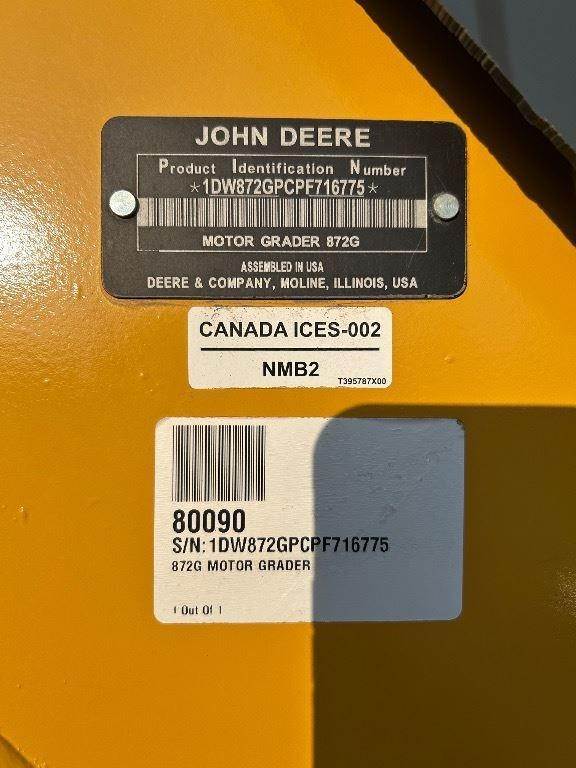 JOHN DEERE
Product Identification Number
*1DW872GPCPF716775*
MOTOR GRADER 872G
ASSEMBLED IN USA
DEERE & COMPANY, MOLINE, ILLINOIS, USA
CANADA ICES-002
NMB2
T395787X00
80090
S/N: 1DW872GPCPF716775
872G MOTOR GRADER
1 Out Of 1